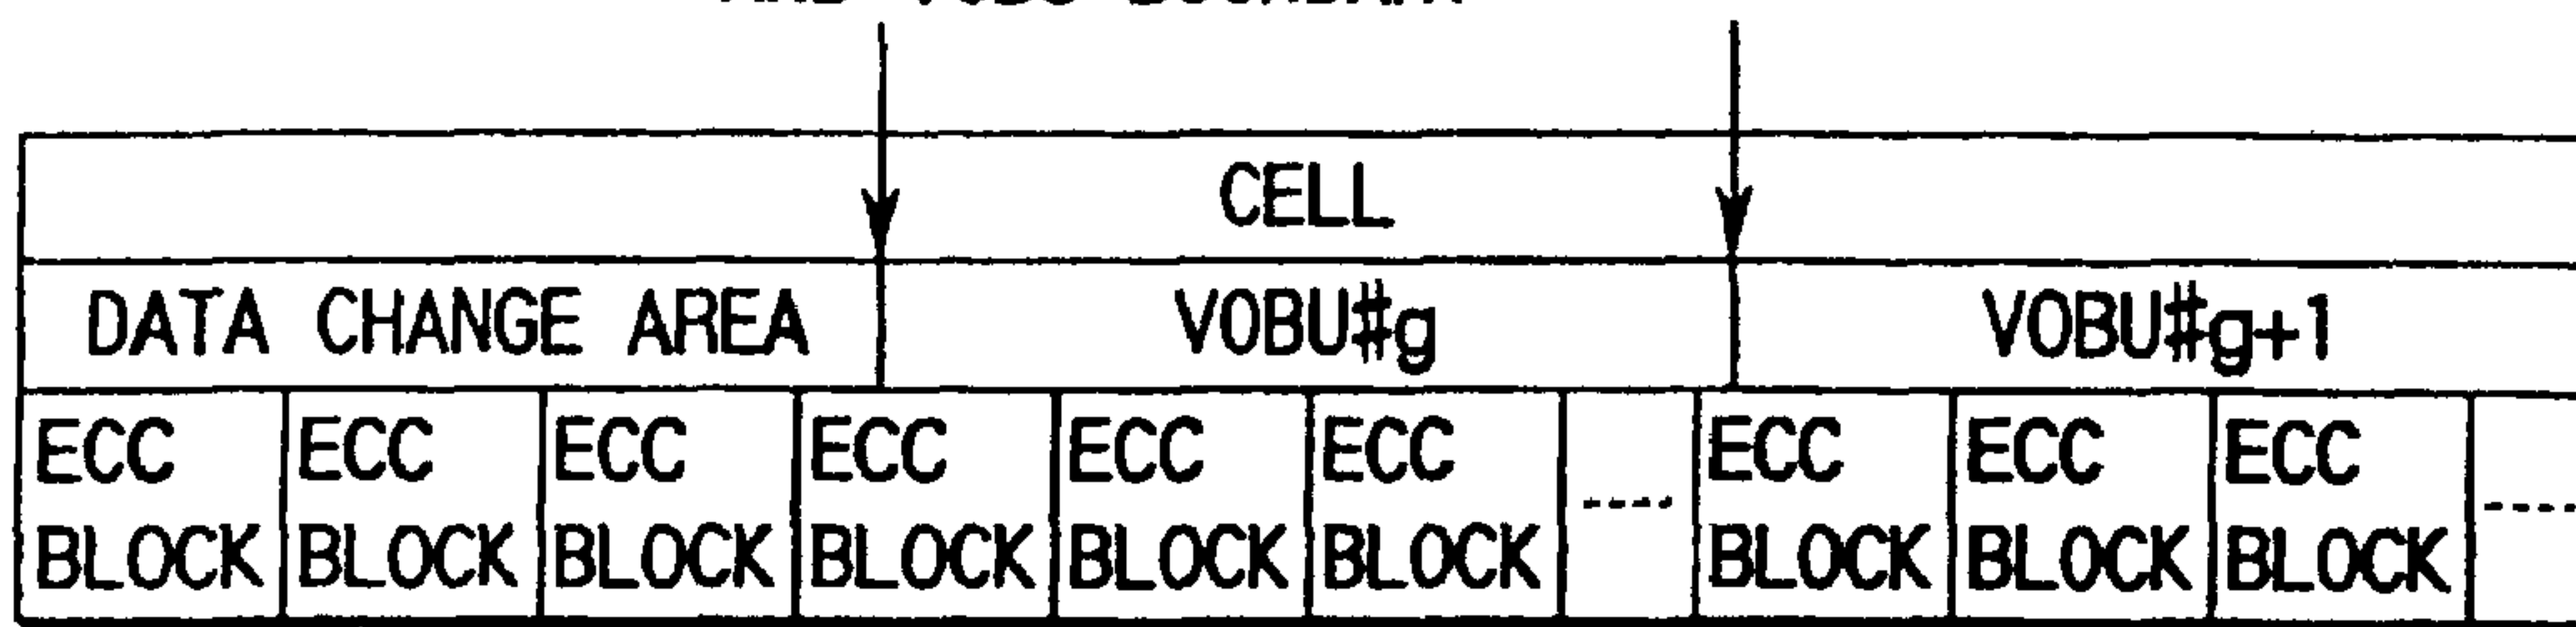 CELL
DATA CHANGE AREA VOBU#g VOBU#g+1
ECC ECC ECC ECC ECC ECC ---- ECC ECC ECC ----
BLOCK BLOCK BLOCK BLOCK BLOCK BLOCK BLOCK BLOCK BLOCK